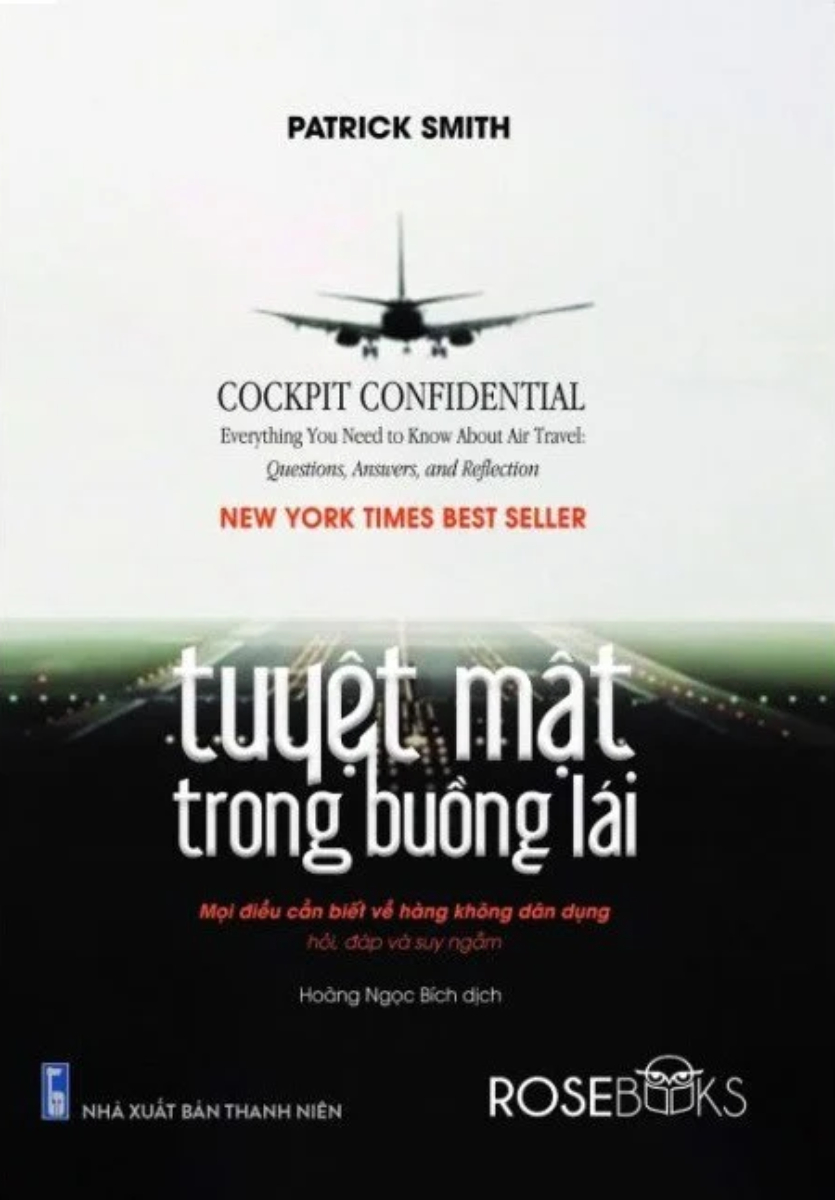 PATRICK SMITH
COCKPIT CONFIDENTIAL
Everything You Need to Know About Air Travel:
Questions, Answers, and Reflection
NEW YORK TIMES BEST SELLER
tuyệt mật
trong buồng lái
Mọi điều cần biết về hàng không dân dụng
hỏi, đáp và suy ngẫm
Hoàng Ngọc Bích dịch
NHÀ XUẤT BẢN THANH NIÊN
ROSEBOOKS